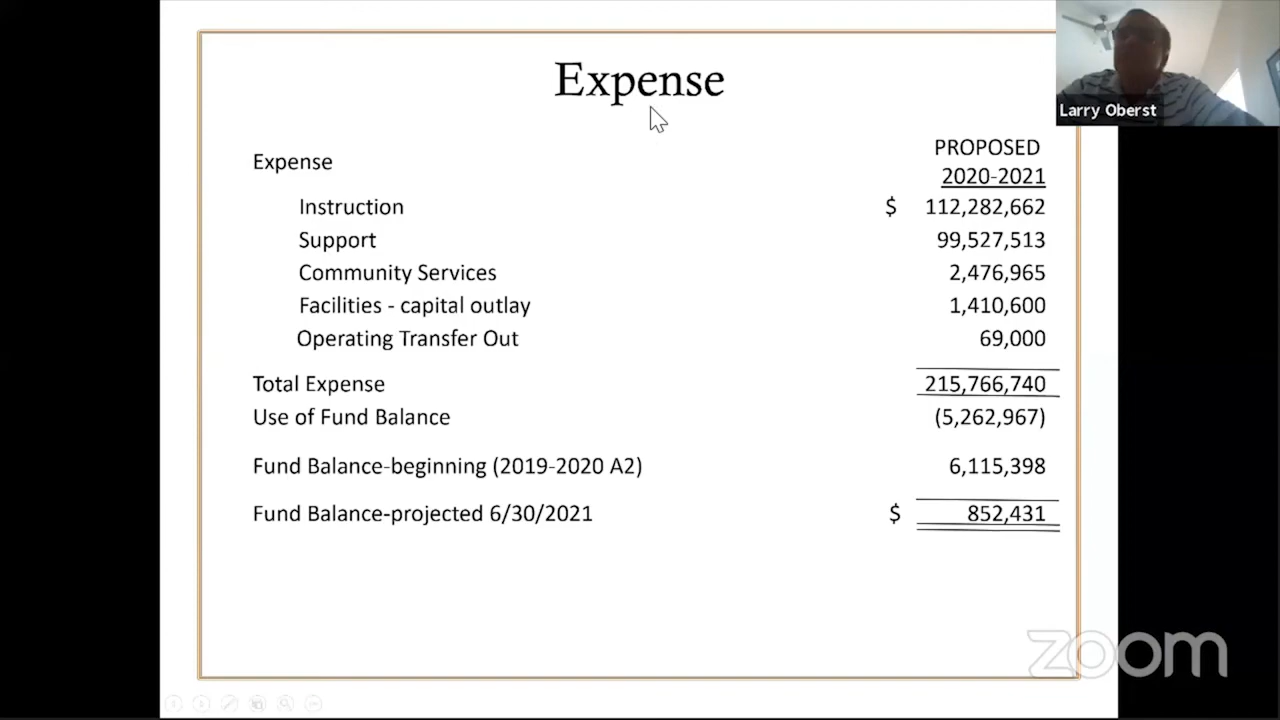 Expense
Larry Oberst
Expense
PROPOSED
2020-2021
Instruction $ 112,282,662
Support 99,527,513
Community Services 2,476,965
Facilities - capital outlay 1,410,600
Operating Transfer Out 69,000
Total Expense 215,766,740
Use of Fund Balance (5,262,967)
Fund Balance-beginning (2019-2020 A2) 6,115,398
Fund Balance-projected 6/30/2021 $ 852,431
zoom